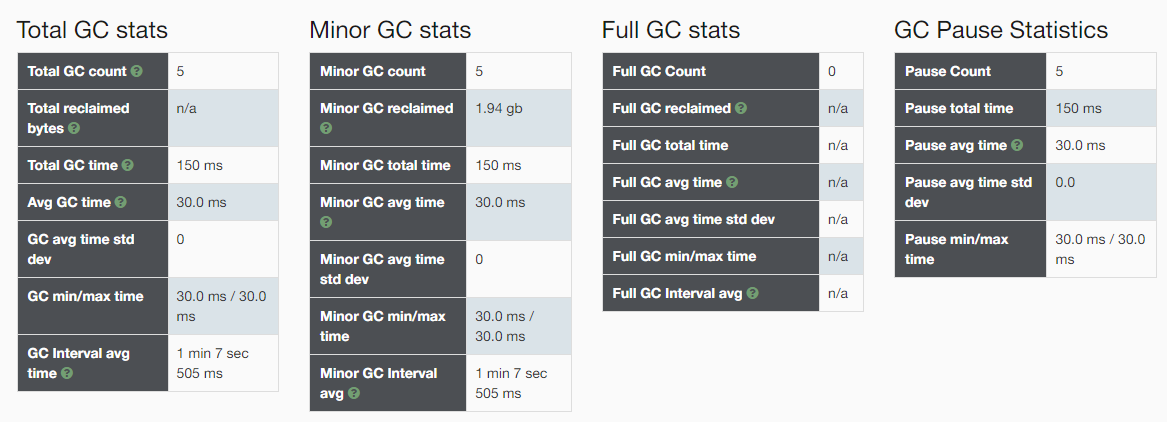 Total GC stats
Total GC count 5
Total reclaimed n/a
bytes
Total GC time 150 ms
Avg GC time 30.0 ms
GC avg time std 0
dev
GC min/max time 30.0 ms / 30.0
ms
GC Interval avg 1 min 7 sec
time 505 ms
Minor GC stats
Minor GC count 5
Minor GC reclaimed 1.94 gb
Minor GC total time 150 ms
Minor GC avg time 30.0 ms
Minor GC avg time 0
std dev
Minor GC min/max 30.0 ms /
time 30.0 ms
Minor GC Interval 1 min 7 sec
avg 505 ms
Full GC stats
Full GC Count 0
Full GC reclaimed n/a
Full GC total time n/a
Full GC avg time n/a
Full GC avg time std dev n/a
Full GC min/max time n/a
Full GC Interval avg n/a
GC Pause Statistics
Pause Count 5
Pause total time 150 ms
Pause avg time 30.0 ms
Pause avg time std 0.0
dev
Pause min/max 30.0 ms / 30.0
time ms